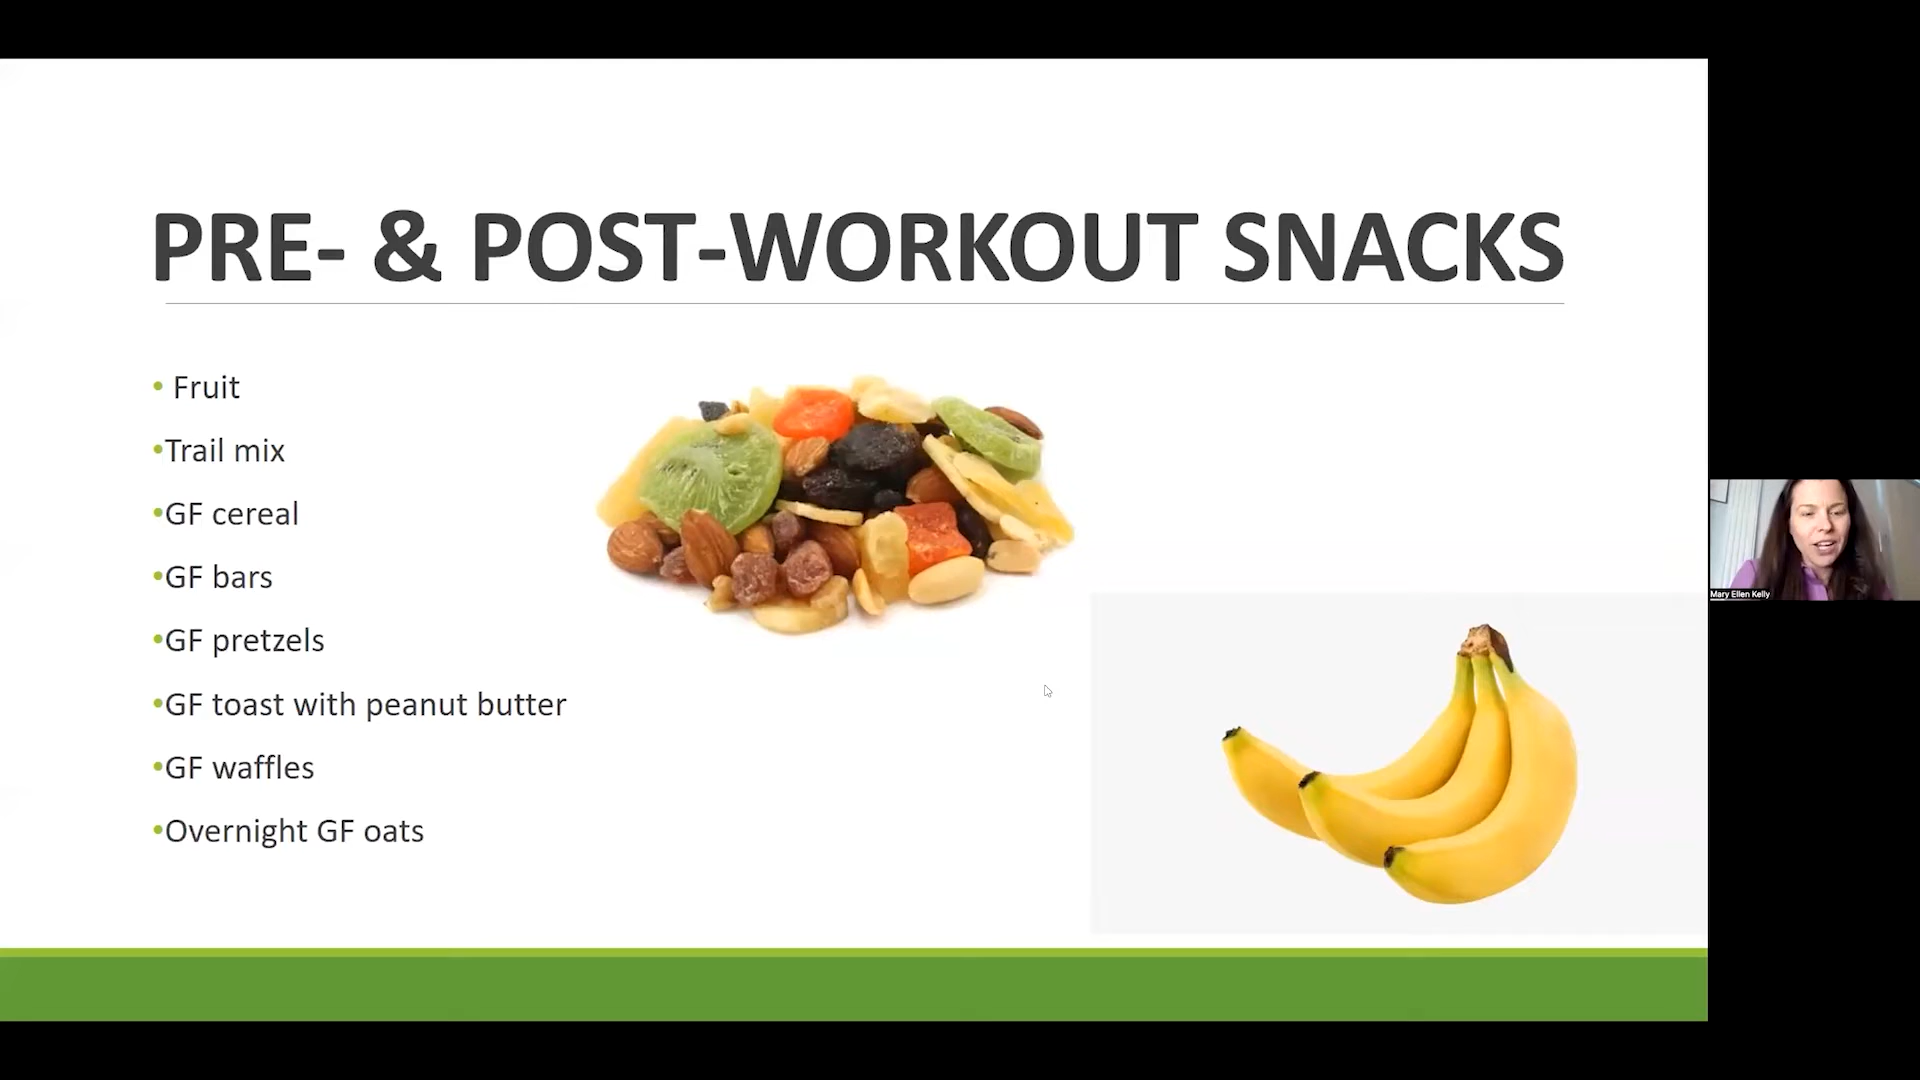 PRE- & POST-WORKOUT SNACKS
• Fruit
•Trail mix
•GF cereal
•GF bars
•GF pretzels
•GF toast with peanut butter
•GF waffles
•Overnight GF oats
Mary Ellen Kelly